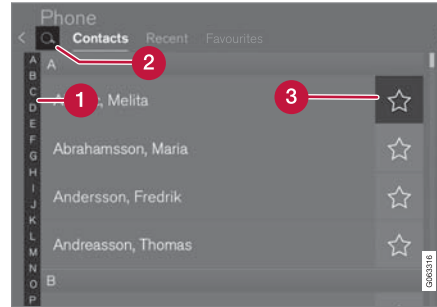 Phone
< Contacts Recent Favourites
A
B
C
D
E
F
G
H
I
J
K
L
M
N
O
P
A
Melita
Abrahamsson, Maria
Andersson, Fredrik
Andreasson, Thomas
B
1
2
3
G063316